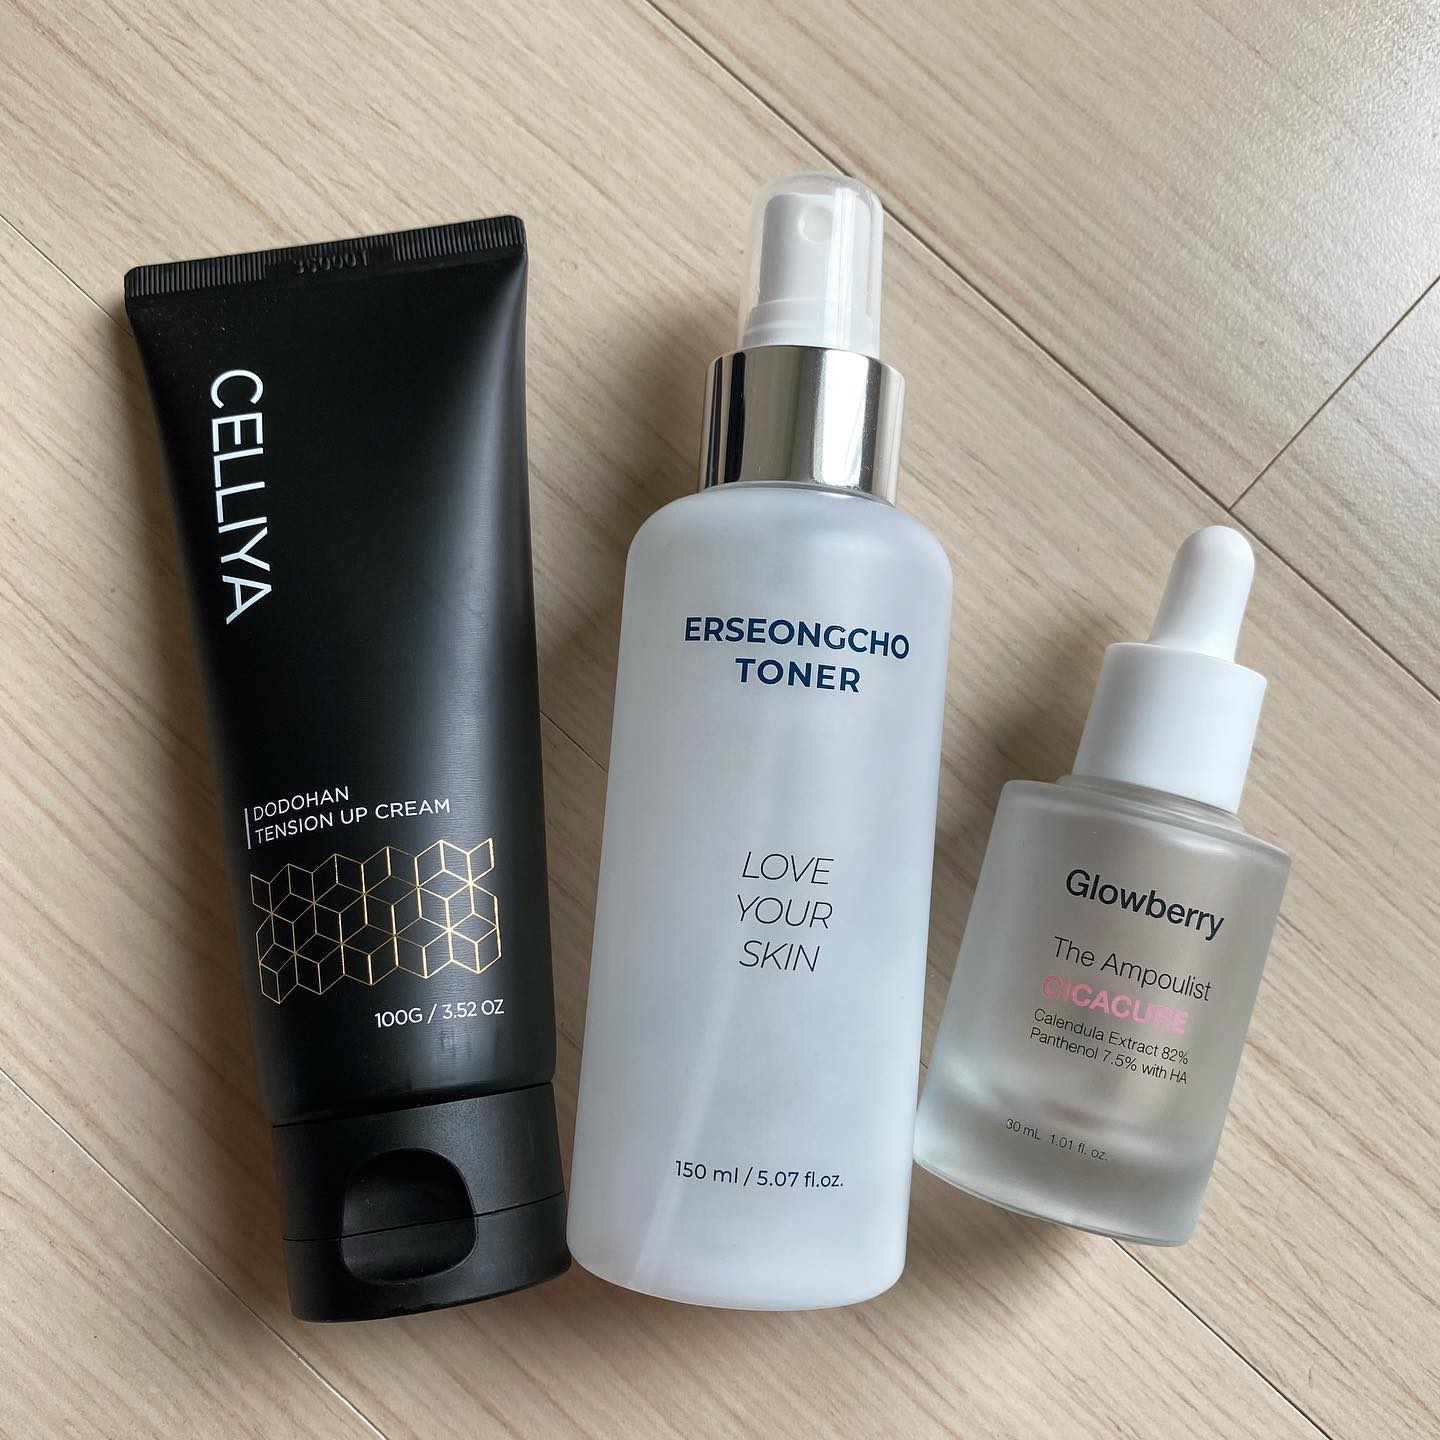 CELLIYA
DODOHAN
TENSION UP CREAM
100G / 3.52 OZ
ERSEONGCHO
TONER
LOVE
YOUR
SKIN
150 ml / 5.07 fl.oz.
Glowberry
The Ampoulist
CICACURE
Calendula Extract 82%
Panthenol 7.5% with HA
30 mL 1.01 fl. oz.